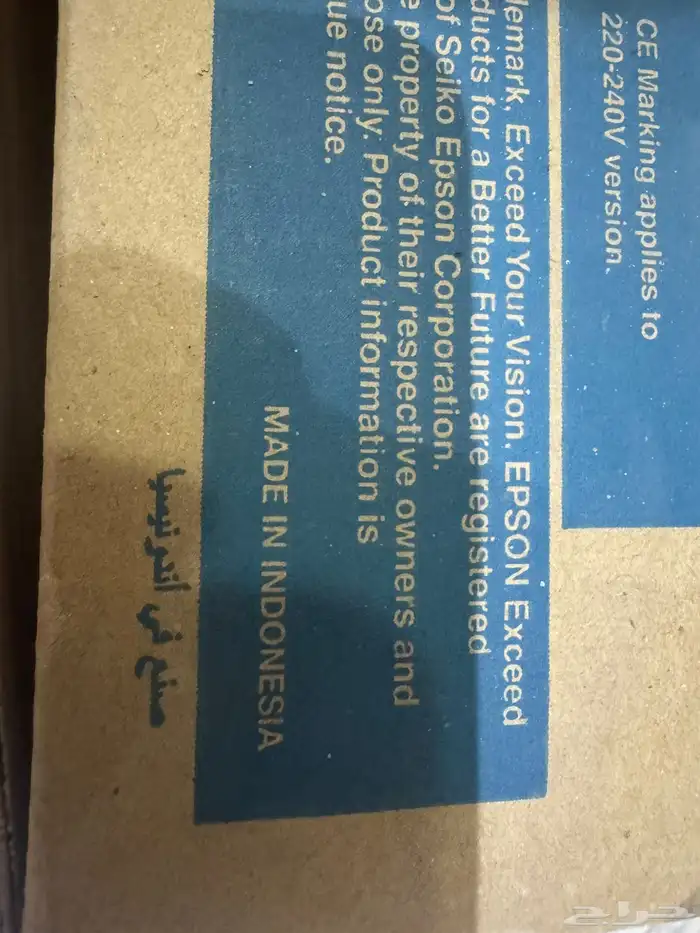 CE Marking applies to
220-240V version.
demark, Exceed Your Vision, EPSON Exceed
ducts for a Better Future are registered
of Seiko Epson Corporation.
e property of their respective owners and
ose only. Product information is
ue notice.
MADE IN INDONESIA
صنع في أندونيسيا
حراج